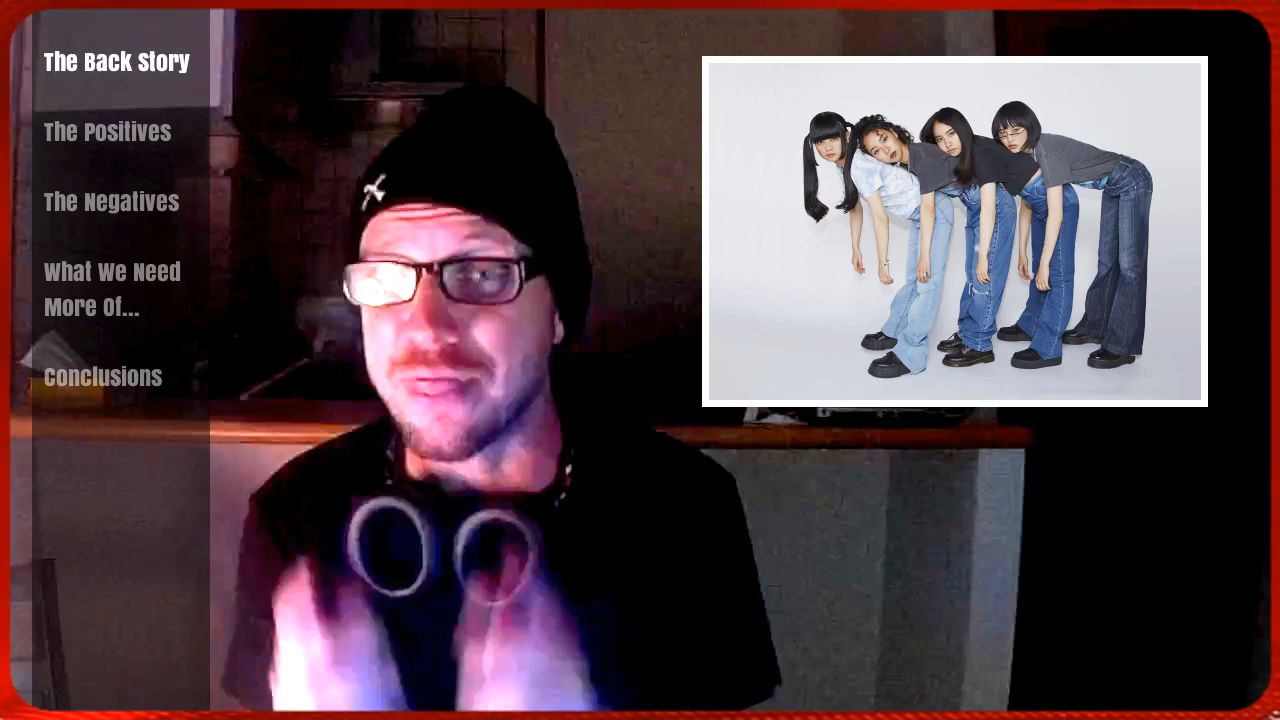 The Back Story
The Positives
The Negatives
What We Need
More Of...
conclusions